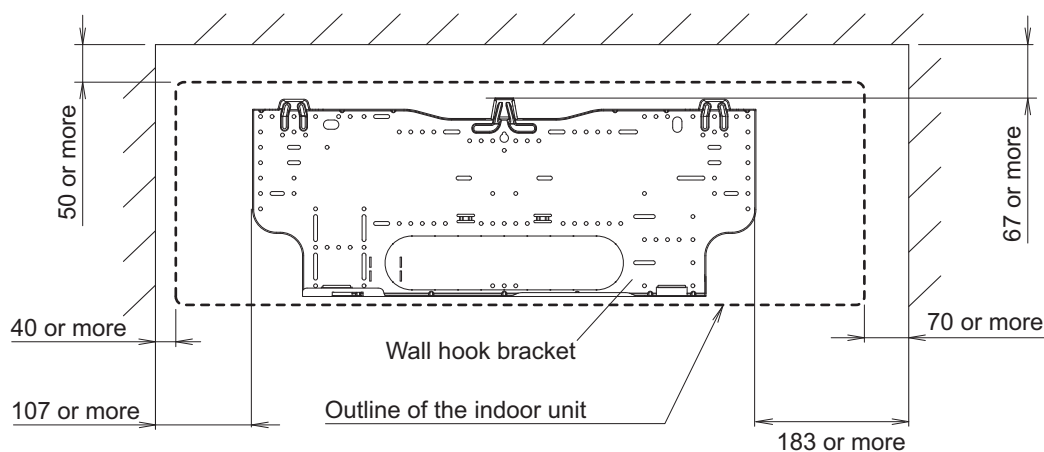 50 or more
67 or more
40 or more
70 or more
Wall hook bracket
107 or more
Outline of the indoor unit
183 or more